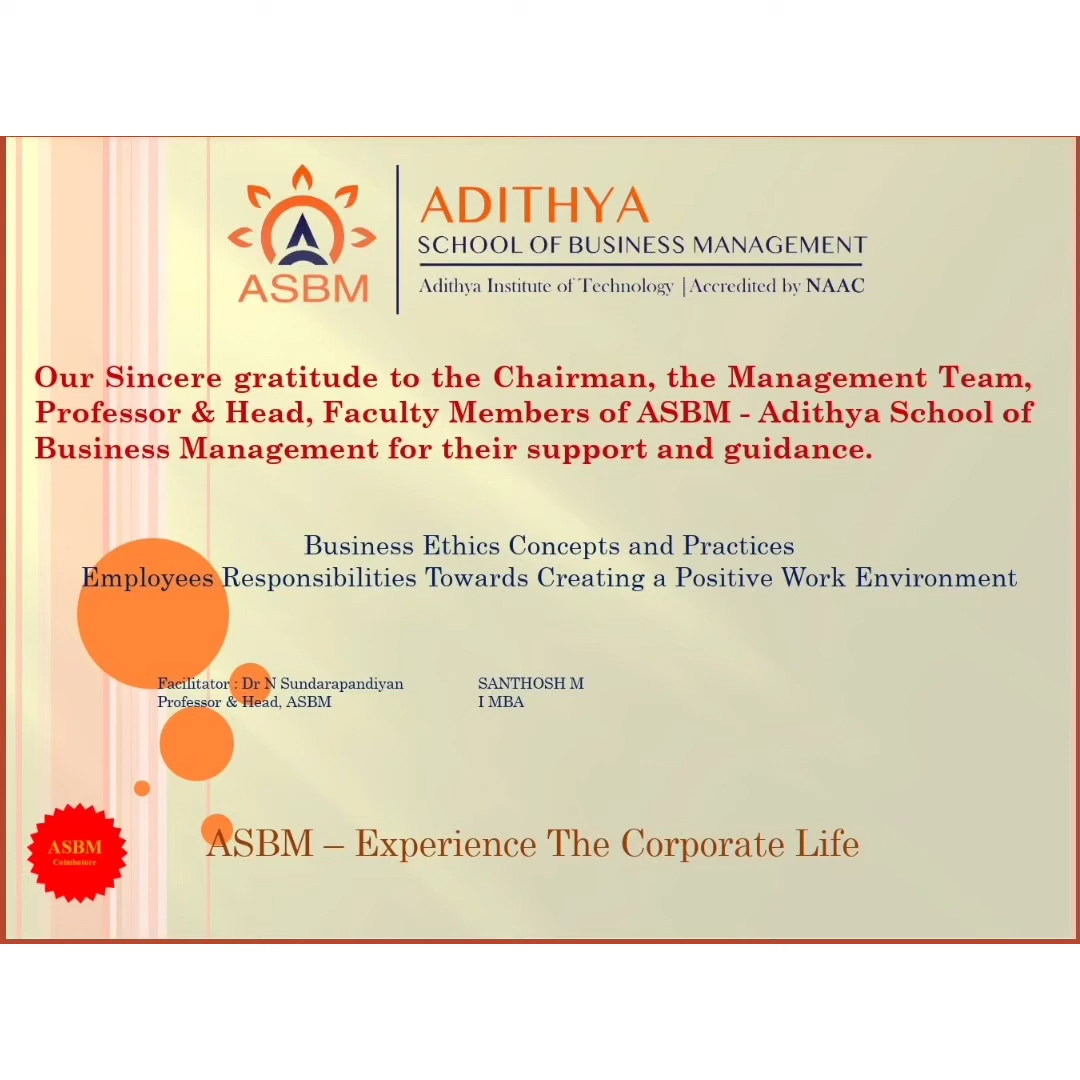 ASBM
ADITHYA
SCHOOL OF BUSINESS MANAGEMENT
Adithya Institute of Technology | Accredited by NAAC
Our Sincere gratitude to the Chairman, the Management Team,
Professor & Head, Faculty Members of ASBM - Adithya School of
Business Management for their support and guidance.
Business Ethics Concepts and Practices
Employees Responsibilities Towards Creating a Positive Work Environment
Facilitator : Dr N Sundarapandiyan
Professor & Head, ASBM
SANTHOSH M
I MBA
ASBM
Coimbatore
ASBM – Experience The Corporate Life